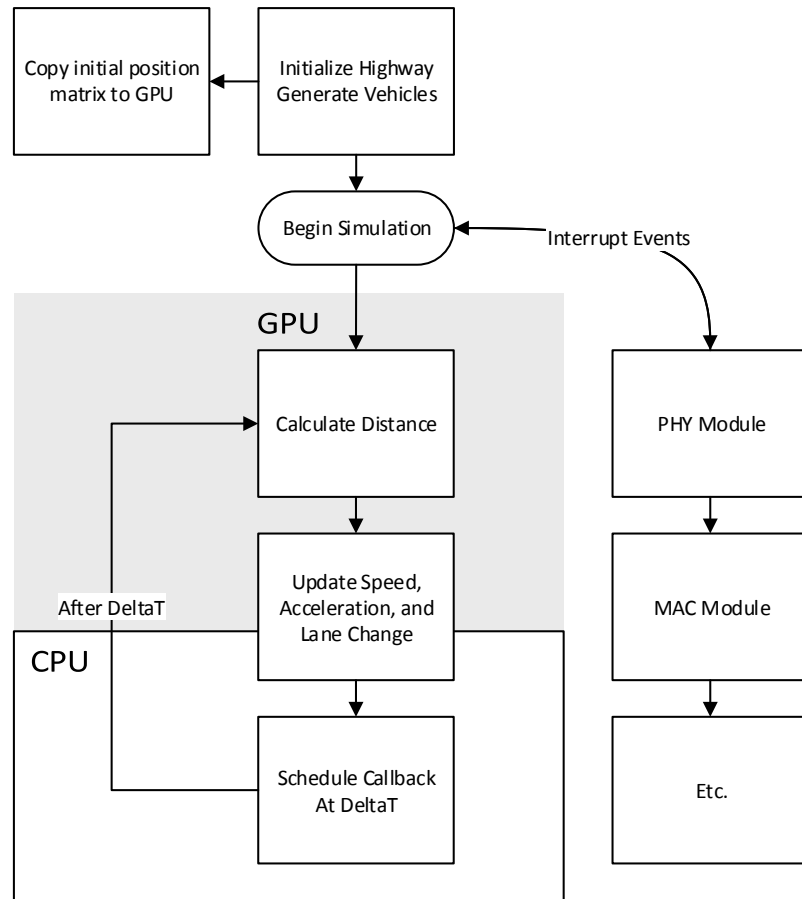 Copy initial position
matrix to GPU
Initialize Highway
Generate Vehicles
Begin Simulation
Interrupt Events
GPU
Calculate Distance
PHY Module
Update Speed,
Acceleration, and
Lane Change
After DeltaT
MAC Module
CPU
Schedule Callback
At DeltaT
Etc.